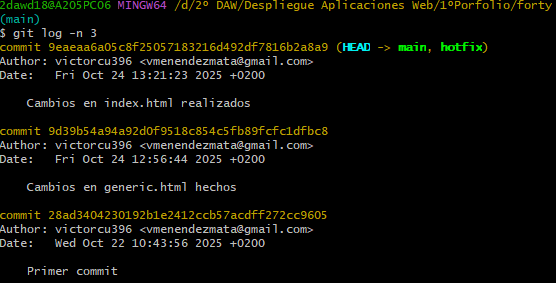 2dawd18@A205PC06 MINGW64 /d/2º DAW/Despliegue Aplicaciones Web/1ºPorfolio/forty
(main)
$ git log -n 3
commit 9eaeaa6a05c8f25057183216d492df7816b2a8a9 (HEAD -> main, hotfix)
Author: victorcu396 <vmenendezmata@gmail.com>
Date:   Fri Oct 24 13:21:23 2025 +0200

    Cambios en index.html realizados

commit 9d39b54a94a92d0f9518c854c5fb89fcfc1dfbc8
Author: victorcu396 <vmenendezmata@gmail.com>
Date:   Fri Oct 24 12:56:44 2025 +0200

    Cambios en generic.html hechos

commit 28ad3404230192b1e2412ccb57acdff272cc9605
Author: victorcu396 <vmenendezmata@gmail.com>
Date:   Wed Oct 22 10:43:56 2025 +0200

    Primer commit